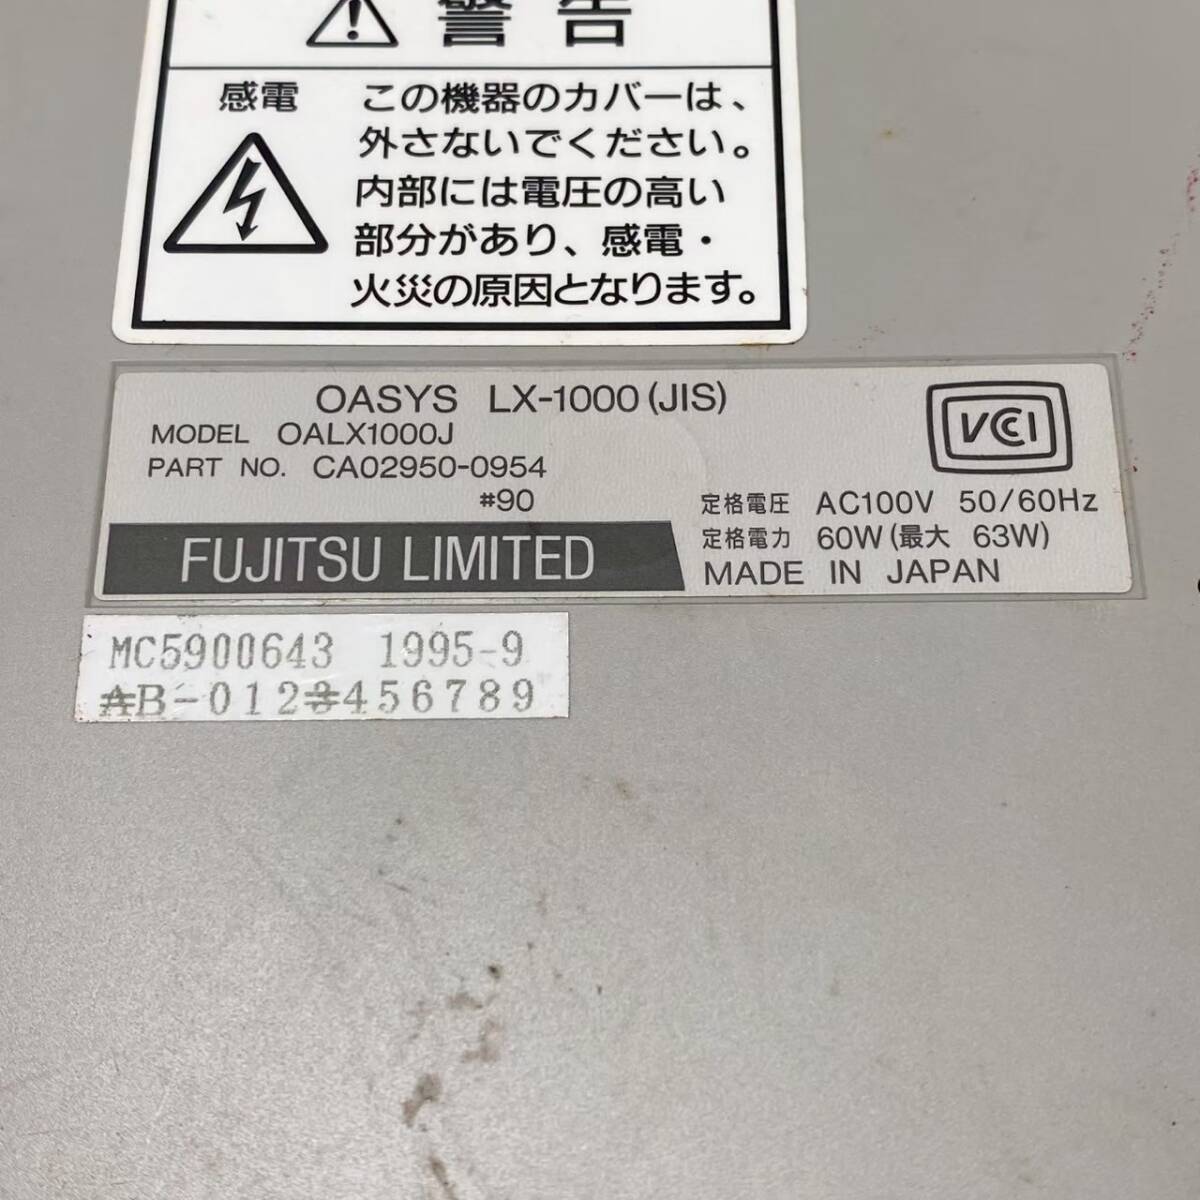 警告
感電
この機器のカバーは、
外さないでください。
内部には電圧の高い
部分があり、感電・
火災の原因となります。
OASYS LX-1000 (JIS)
MODEL OALX1000J
PART NO. CA02950-0954
#90
FUJITSU LIMITED
VCCI
定格電圧 AC100V 50/60Hz
定格電力 60W (最大 63W)
MADE IN JAPAN
MC5900643 1995-9
AB-0123456789